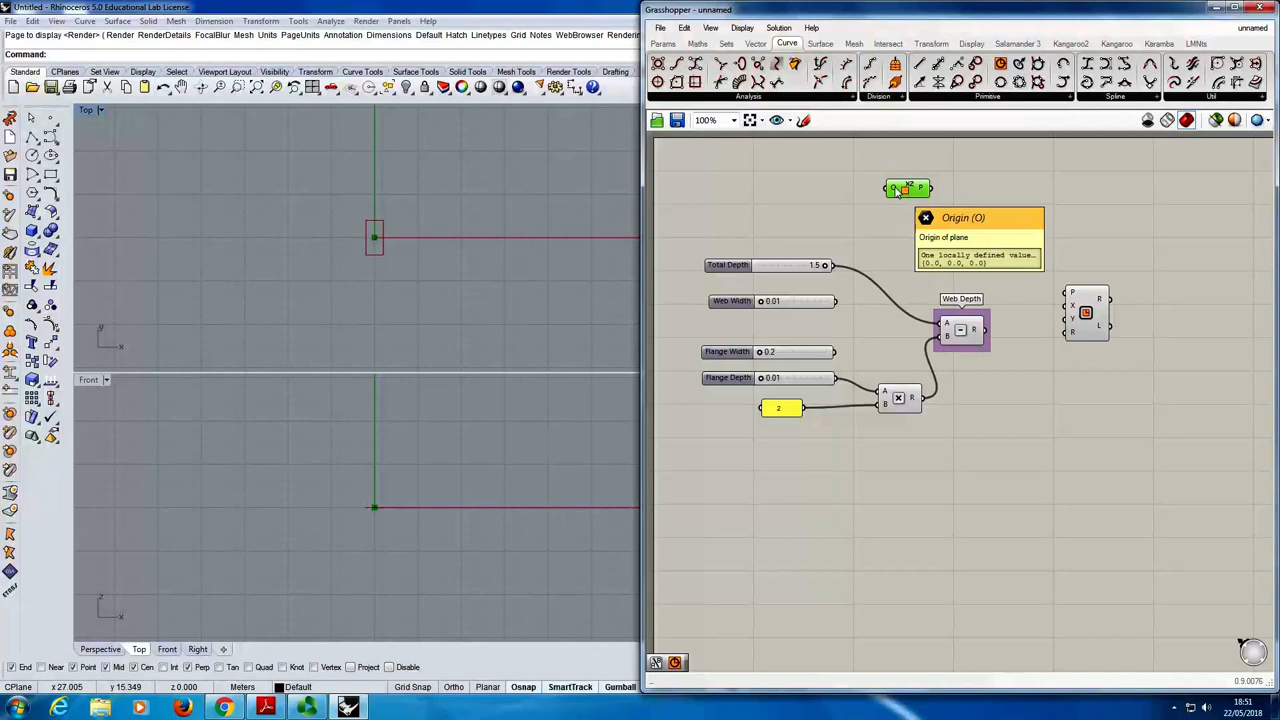 Untitled - Rhinoceros 5.0 Educational Lab License
File Edit View Curve Surface Solid Mesh Dimension Transform Tools Analyze Render Panels Help
Page to display <Render> ( Render RenderDetails FocalBlur Mesh Units PageUnits Annotation Dimensions Default Hatch Linetypes Grid Notes WebBrowser
Command:
Standard CPlanes Set View Display Select Viewport Layout Visibility Transform Curve Tools Surface Tools Solid Tools Mesh Tools Render Tools Drafting
Top
y
x
Front
z
x
Perspective Top Front Right
End Near Point Mid Cen Int Perp Tan Quad Knot Vertex Project Disable
CPlane x 27.005 y 15.349 z 0.000 Meters Default Grid Snap Ortho Planar Osnap SmartTrack Gumball
Grasshopper - unnamed
File Edit View Display Solution Help unnamed
Params Maths Sets Vector Curve Surface Mesh Intersect Transform Display Salamander 3 Kangaroo2 Kangaroo Karamba LMNts
Analysis Division Primitive Spline Util
100%
P
Origin (O)
Origin of plane
One locally defined value...
{0.0, 0.0, 0.0}
Total Depth 1.5
Web Width 0.01
Web Depth
A
B
R
P
X
Y
R
R
L
Flange Width 0.2
Flange Depth 0.01
2
A
B
R
0.9.0076
18:51
22/05/2018